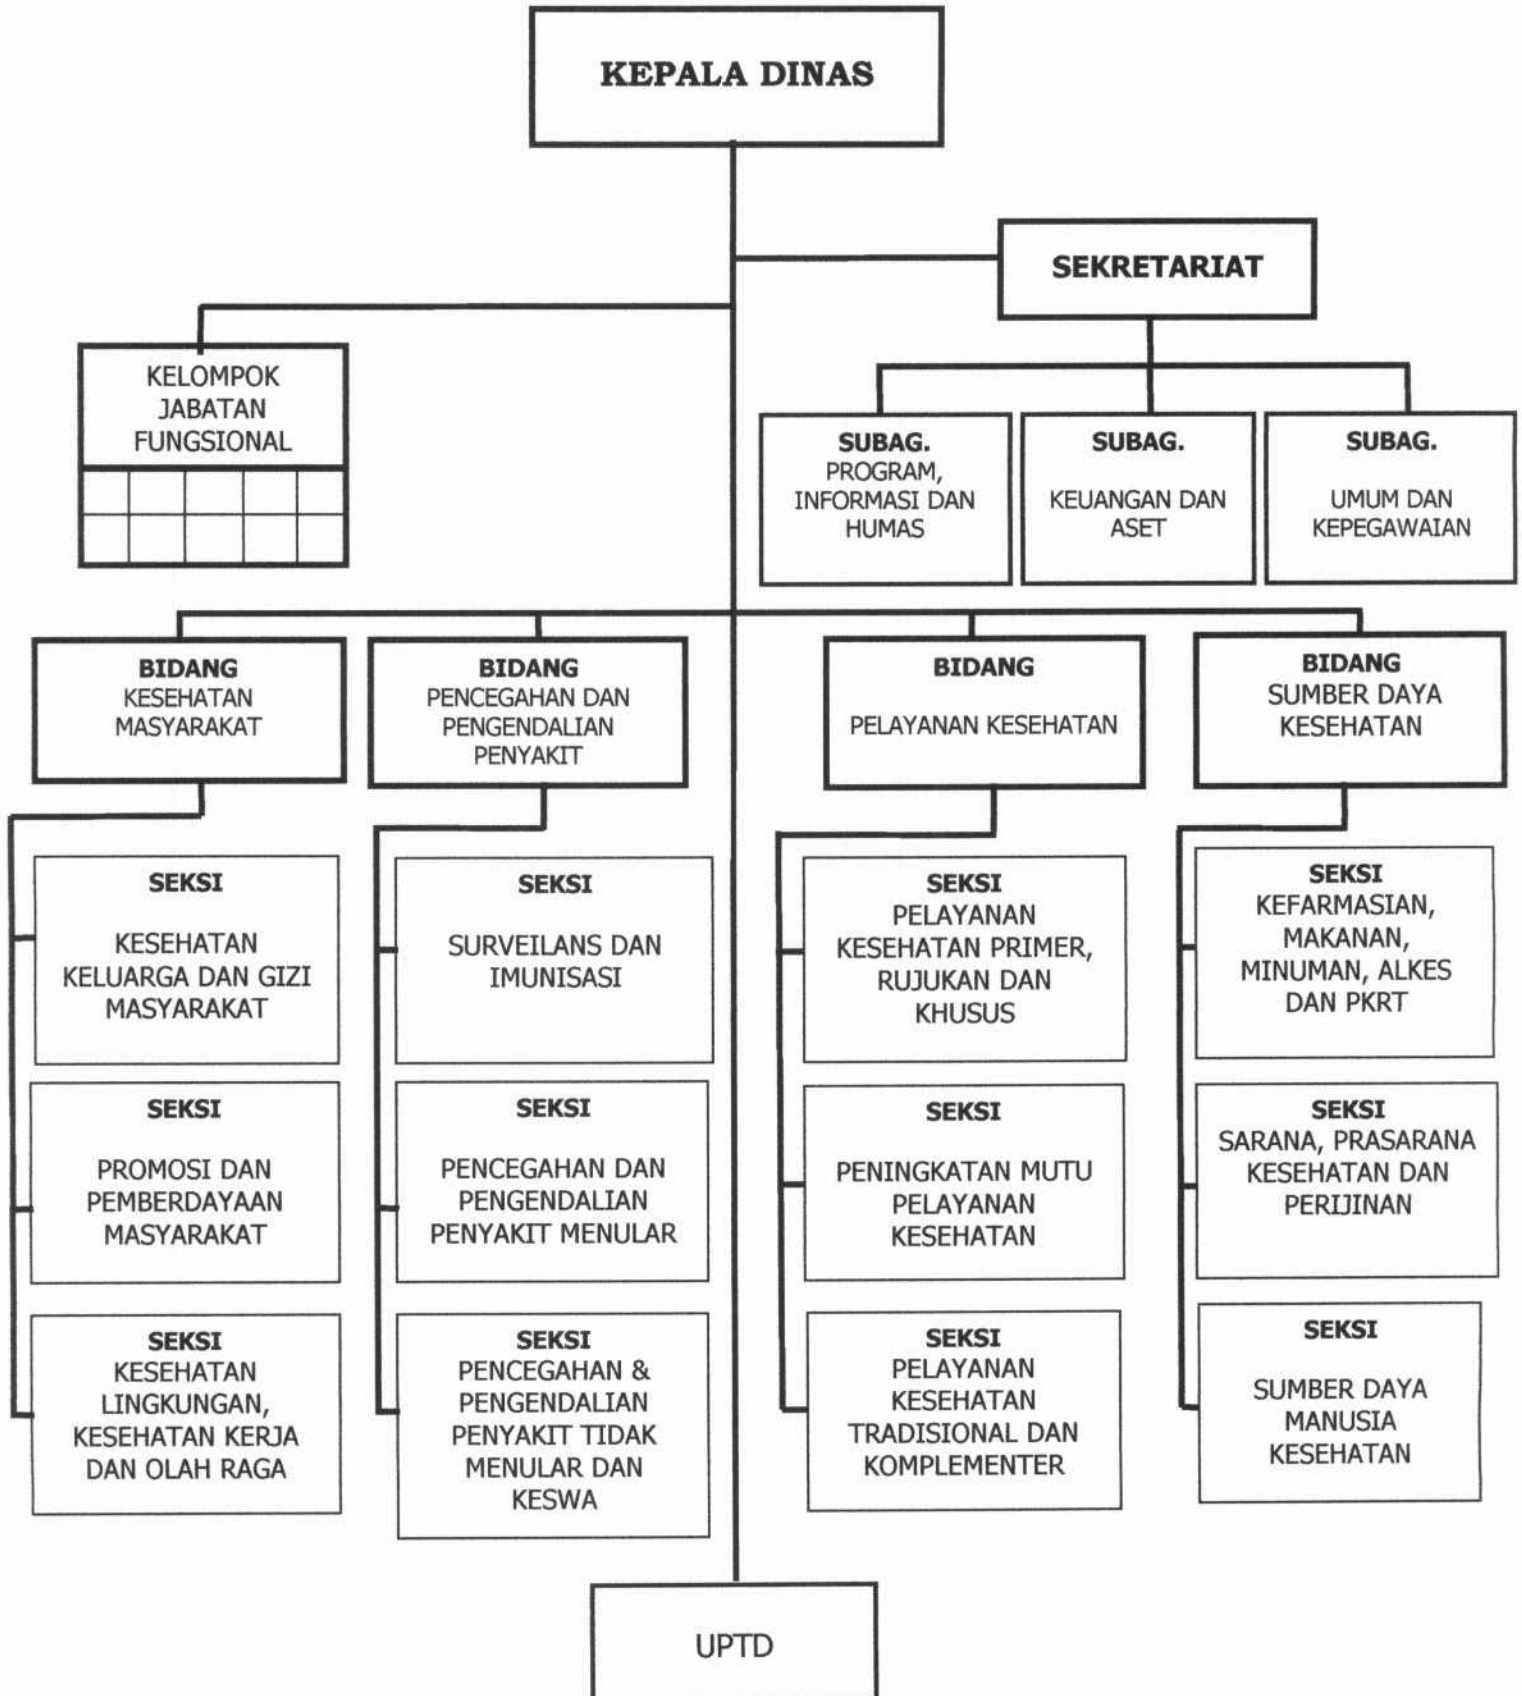 KEPALA DINAS
SEKRETARIAT
KELOMPOK
JABATAN
FUNGSIONAL
SUBAG.
PROGRAM,
INFORMASI DAN
HUMAS
SUBAG.
KEUANGAN DAN
ASET
SUBAG.
UMUM DAN
KEPEGAWAIAN
BIDANG
KESEHATAN
MASYARAKAT
BIDANG
PENCEGAHAN DAN
PENGENDALIAN
PENYAKIT
BIDANG
PELAYANAN KESEHATAN
BIDANG
SUMBER DAYA
KESEHATAN
SEKSI
KESEHATAN
KELUARGA DAN GIZI
MASYARAKAT
SEKSI
SURVEILANS DAN
IMUNISASI
SEKSI
PELAYANAN
KESEHATAN PRIMER,
RUJUKAN DAN
KHUSUS
SEKSI
KEFARMASIAN,
MAKANAN,
MINUMAN, ALKES
DAN PKRT
SEKSI
PROMOSI DAN
PEMBERDAYAAN
MASYARAKAT
SEKSI
PENCEGAHAN DAN
PENGENDALIAN
PENYAKIT MENULAR
SEKSI
PENINGKATAN MUTU
PELAYANAN
KESEHATAN
SEKSI
SARANA, PRASARANA
KESEHATAN DAN
PERIJINAN
SEKSI
KESEHATAN
LINGKUNGAN,
KESEHATAN KERJA
DAN OLAH RAGA
SEKSI
PENCEGAHAN &
PENGENDALIAN
PENYAKIT TIDAK
MENULAR DAN
KESWA
SEKSI
PELAYANAN
KESEHATAN
TRADISIONAL DAN
KOMPLEMENTER
SEKSI
SUMBER DAYA
MANUSIA
KESEHATAN
UPTD